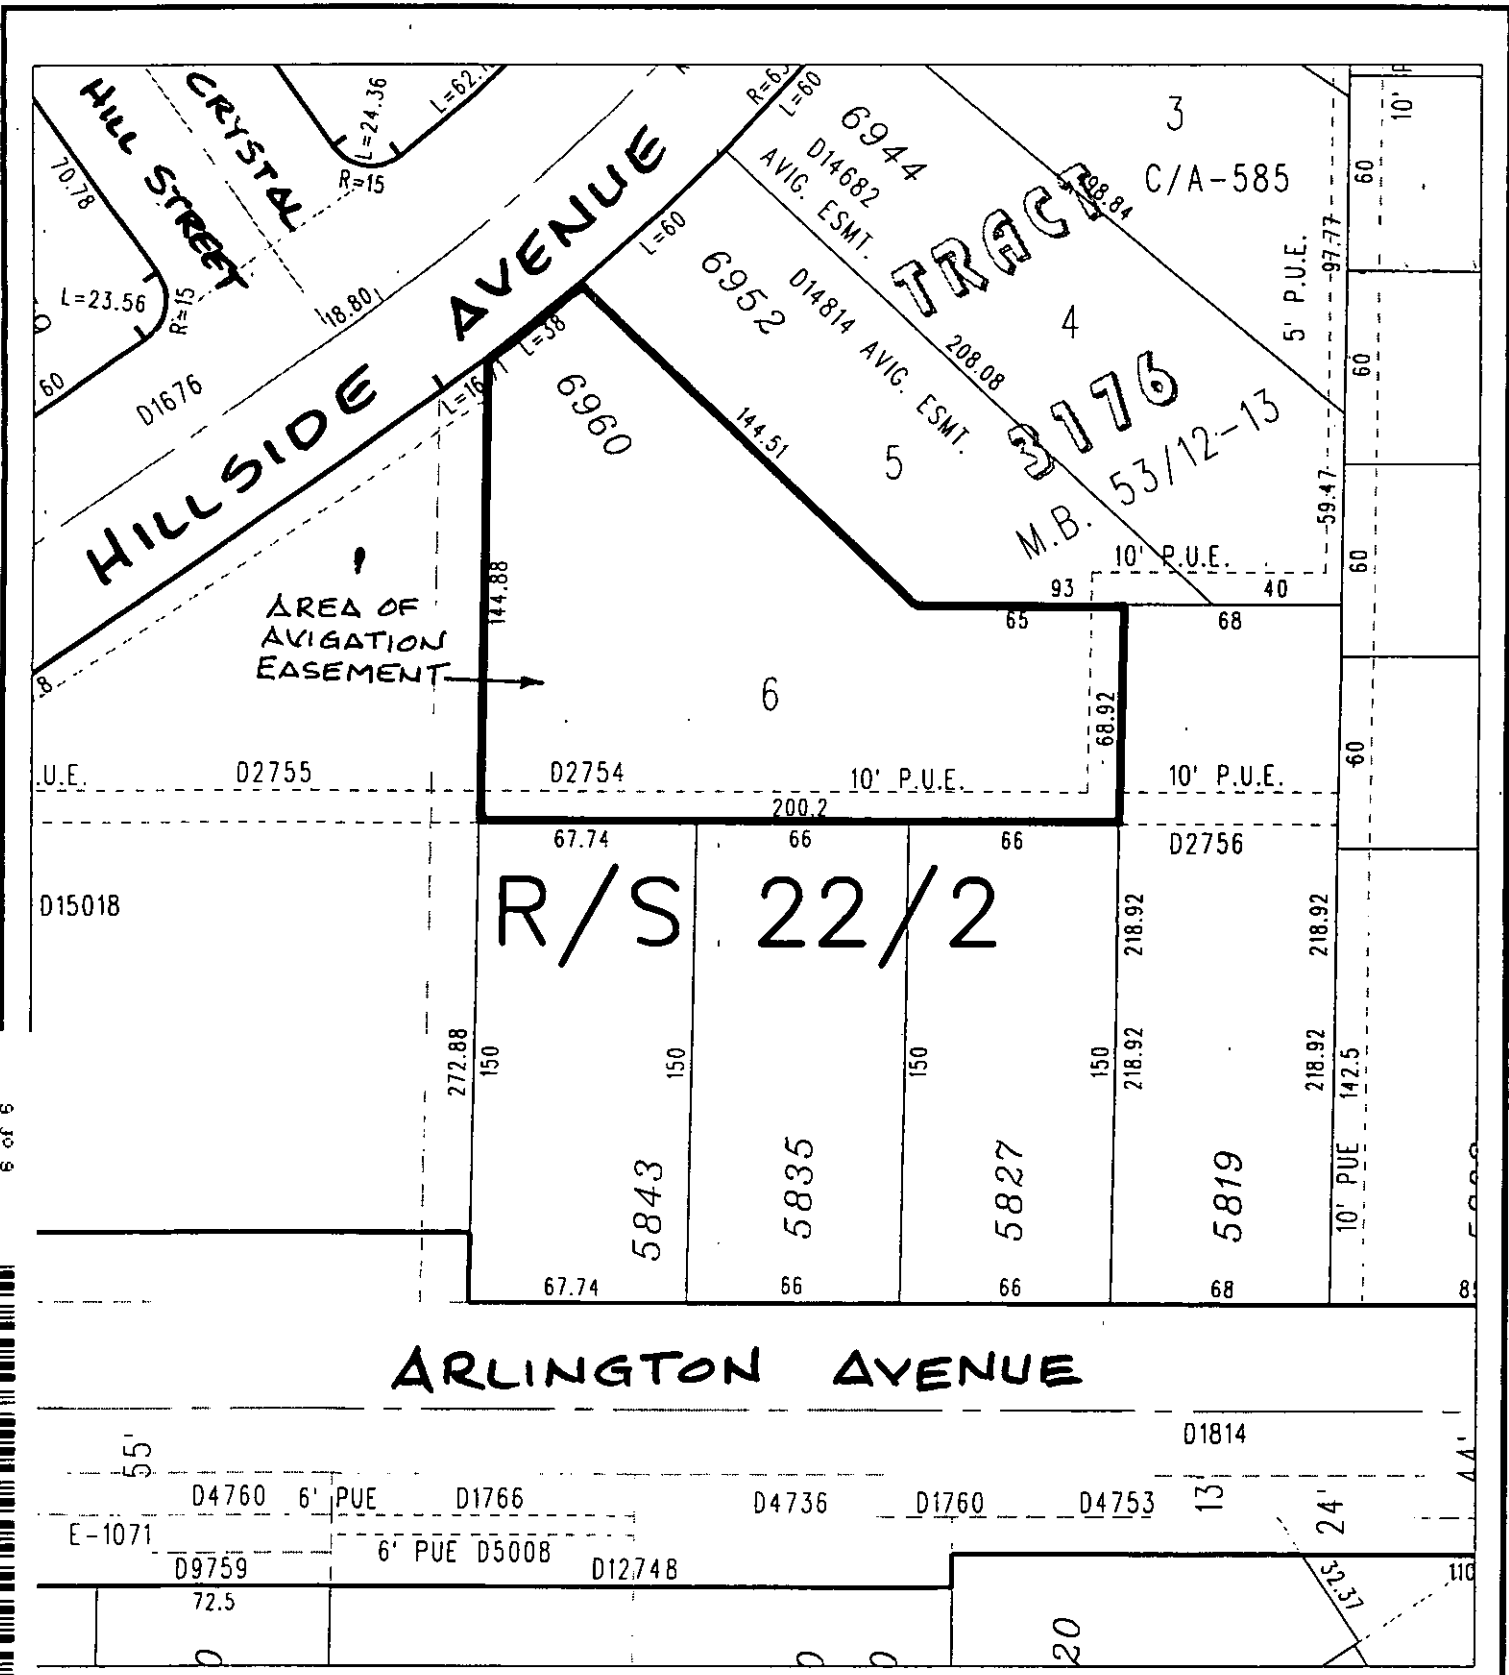 HILL STREET
CRYSTAL
L=24.36
R=15
70.78
L=23.56
R=15
60
D1676
18.80
HILLSIDE AVENUE
L=60
6944
D14682
AVIG. ESMT.
3
C/A-585
98.84
TRACT
3176
M.B. 53/12-13
4
5' P.U.E.
97.77
59.47
10'
60
60
60
60
L=60
6952
D14814 AVIG. ESMT.
208.08
5
L=38
L=16.71
6960
144.51
144.88
AREA OF
AVIGATION
EASEMENT
10' P.U.E.
93
40
65
68
68.92
6
.U.E.
D2755
D2754
10' P.U.E.
10' P.U.E.
200.2
67.74
66
66
D2756
R/S 22/2
D15018
218.92
218.92
272.88
150
150
150
150
218.92
218.92
142.5
10' PUE
5843
5835
5827
5819
67.74
66
66
68
6 of 6
ARLINGTON AVENUE
D1814
55'
44'
D4760
6' PUE
D1766
D4736
D1760
D4753
13'
24'
E-1071
6' PUE D5008
D9759
D12748
72.5
32.37
110
20